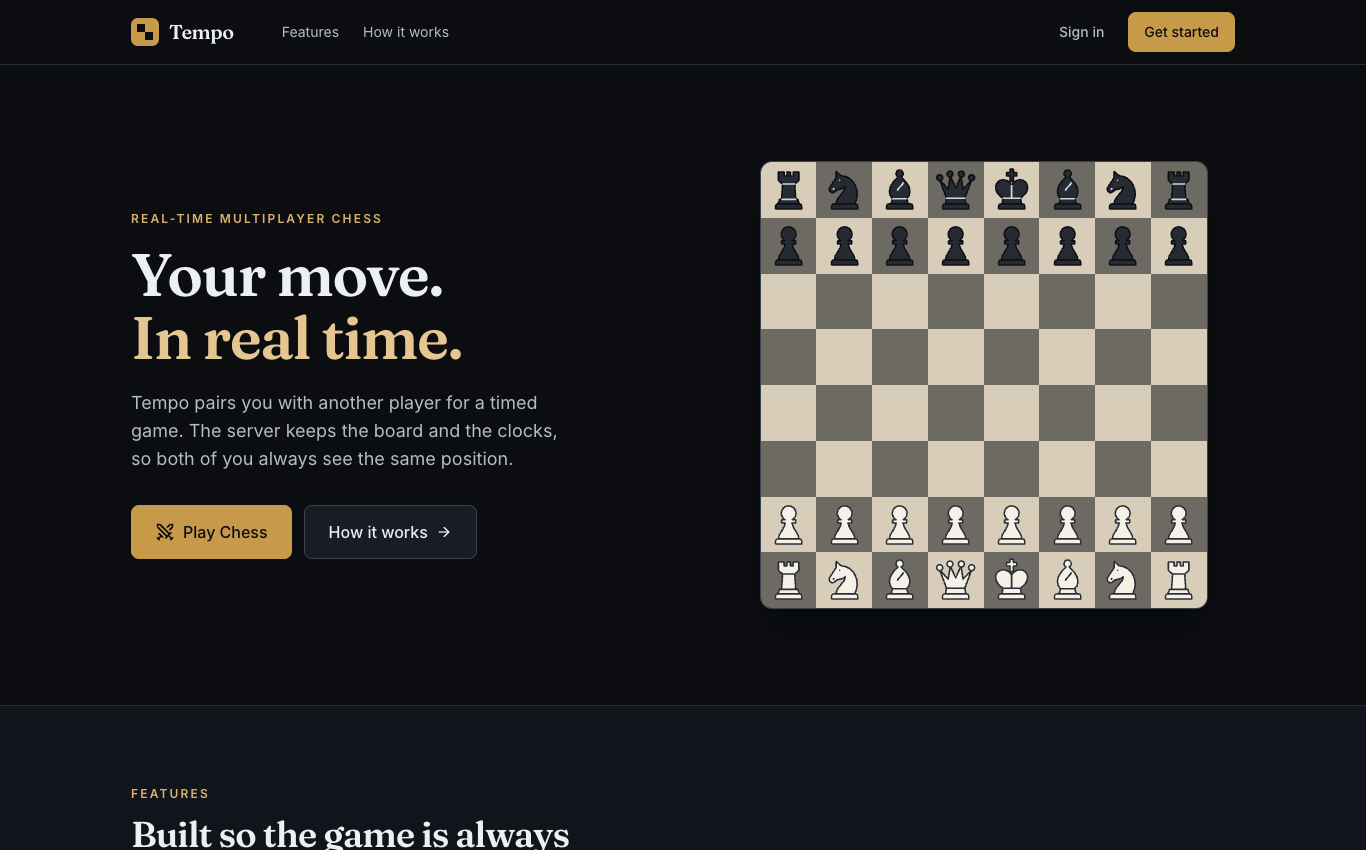 Tempo
Features
How it works
Sign in
Get started
REAL-TIME MULTIPLAYER CHESS
Your move.
In real time.
Tempo pairs you with another player for a timed
game. The server keeps the board and the clocks,
so both of you always see the same position.
Play Chess
How it works →
FEATURES
Built so the game is always